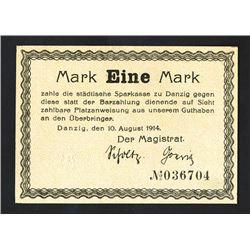 Mark Eine Mark
zahle die städtische Sparkasse zu Danzig gegen
diese statt der Barzahlung dienende auf Sicht
zahlbare Platzanweisung aus unserem Guthaben
an den Überbringer.
Danzig, den 10. August 1914.
Der Magistrat.
Scholtz
№036704